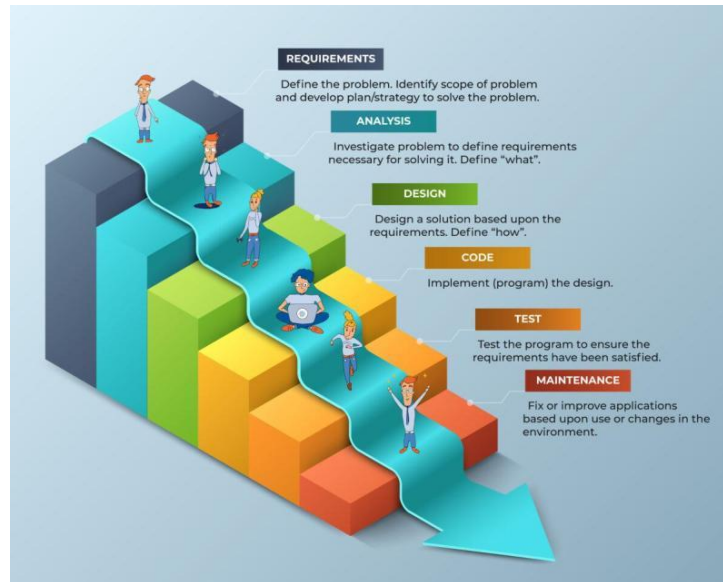 REQUIREMENTS
Define the problem. Identify scope of problem
and develop plan/strategy to solve the problem.
ANALYSIS
Investigate problem to define requirements
necessary for solving it. Define “what”.
DESIGN
Design a solution based upon the
requirements. Define “how”.
CODE
Implement (program) the design.
TEST
Test the program to ensure the
requirements have been satisfied.
MAINTENANCE
Fix or improve applications
based upon use or changes in the
environment.